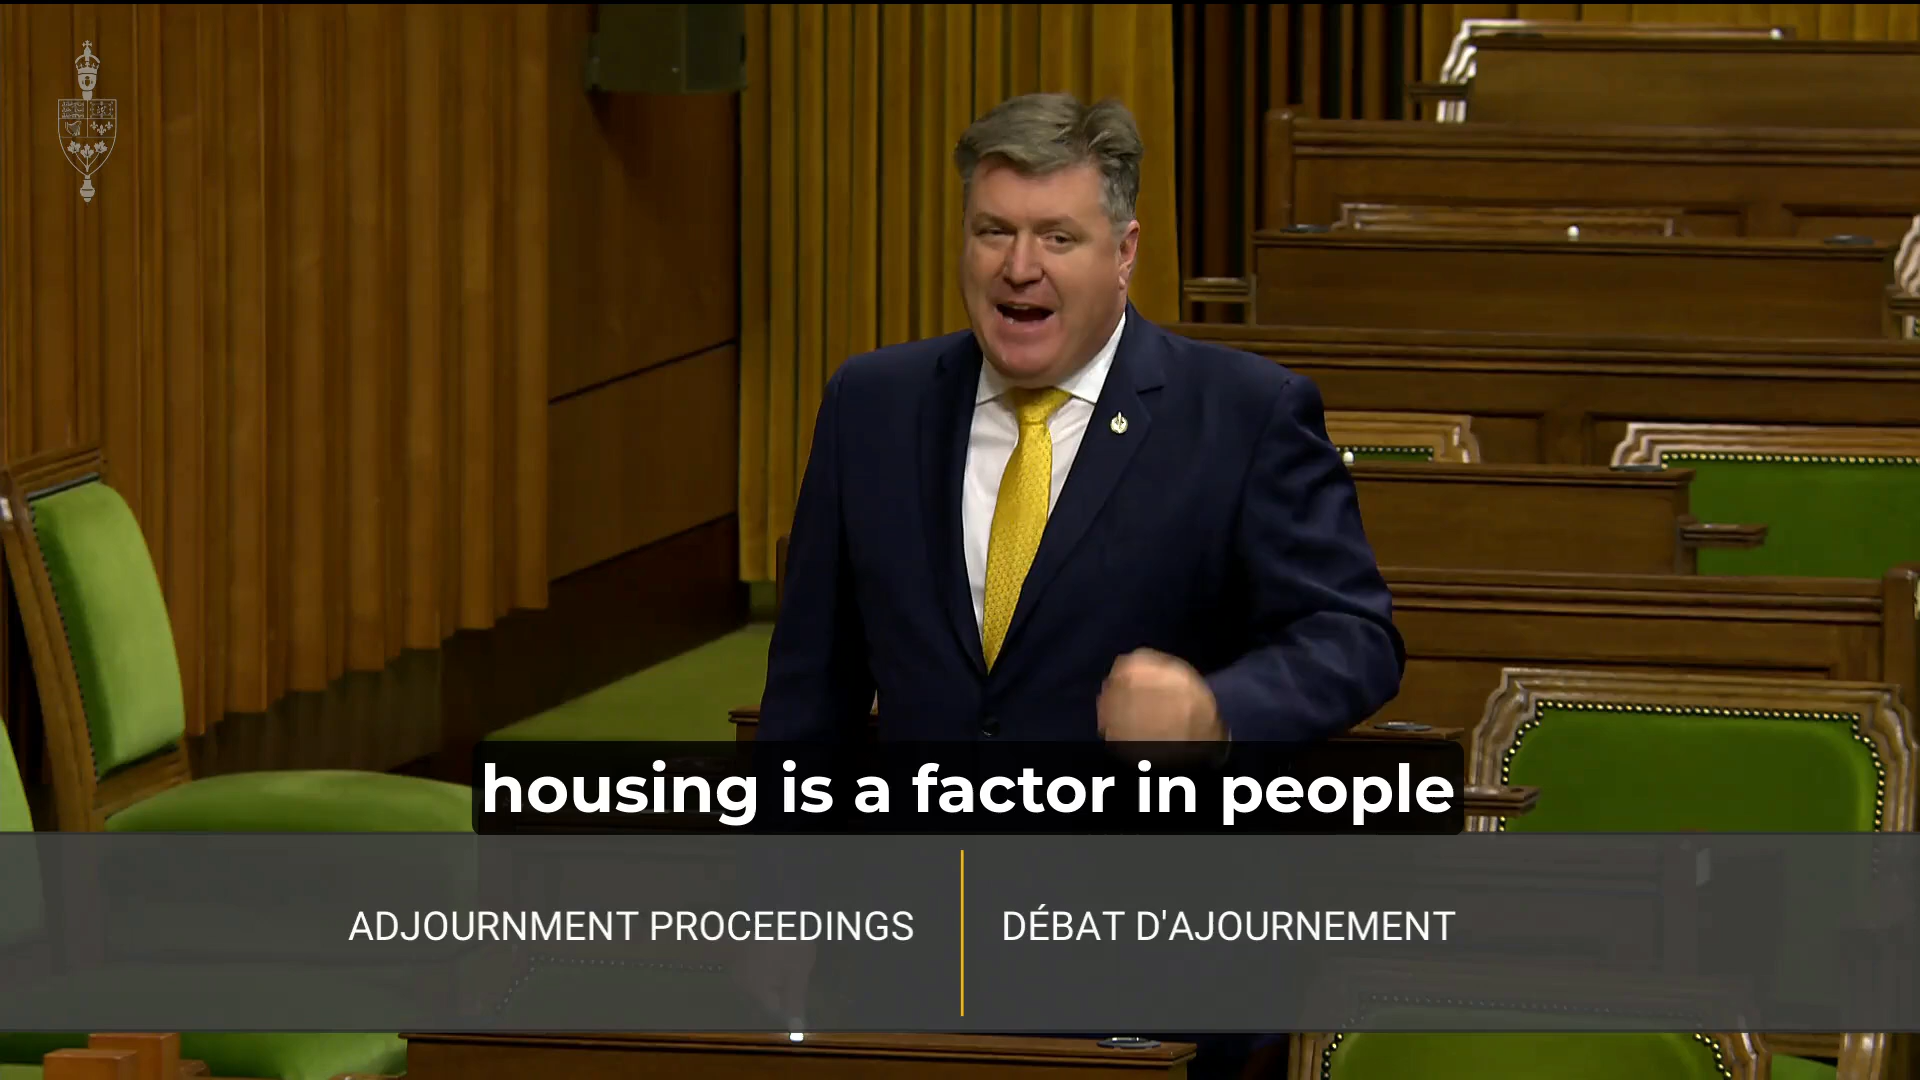 housing is a factor in people
ADJOURNMENT PROCEEDINGS
DÉBAT D'AJOURNEMENT